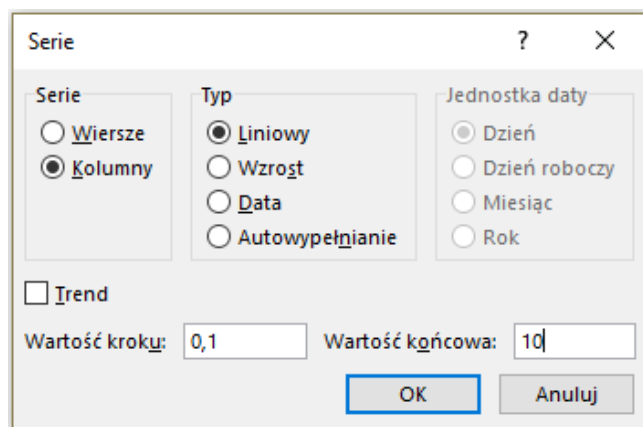 Serie ?
Serie
Wiersze
Kolumny
Typ
Liniowy
Wzrost
Data
Autowypełnianie
Jednostka daty
Dzień
Dzień roboczy
Miesiąc
Rok
Trend
Wartość kroku: 0,1 Wartość końcowa: 10
OK Anuluj